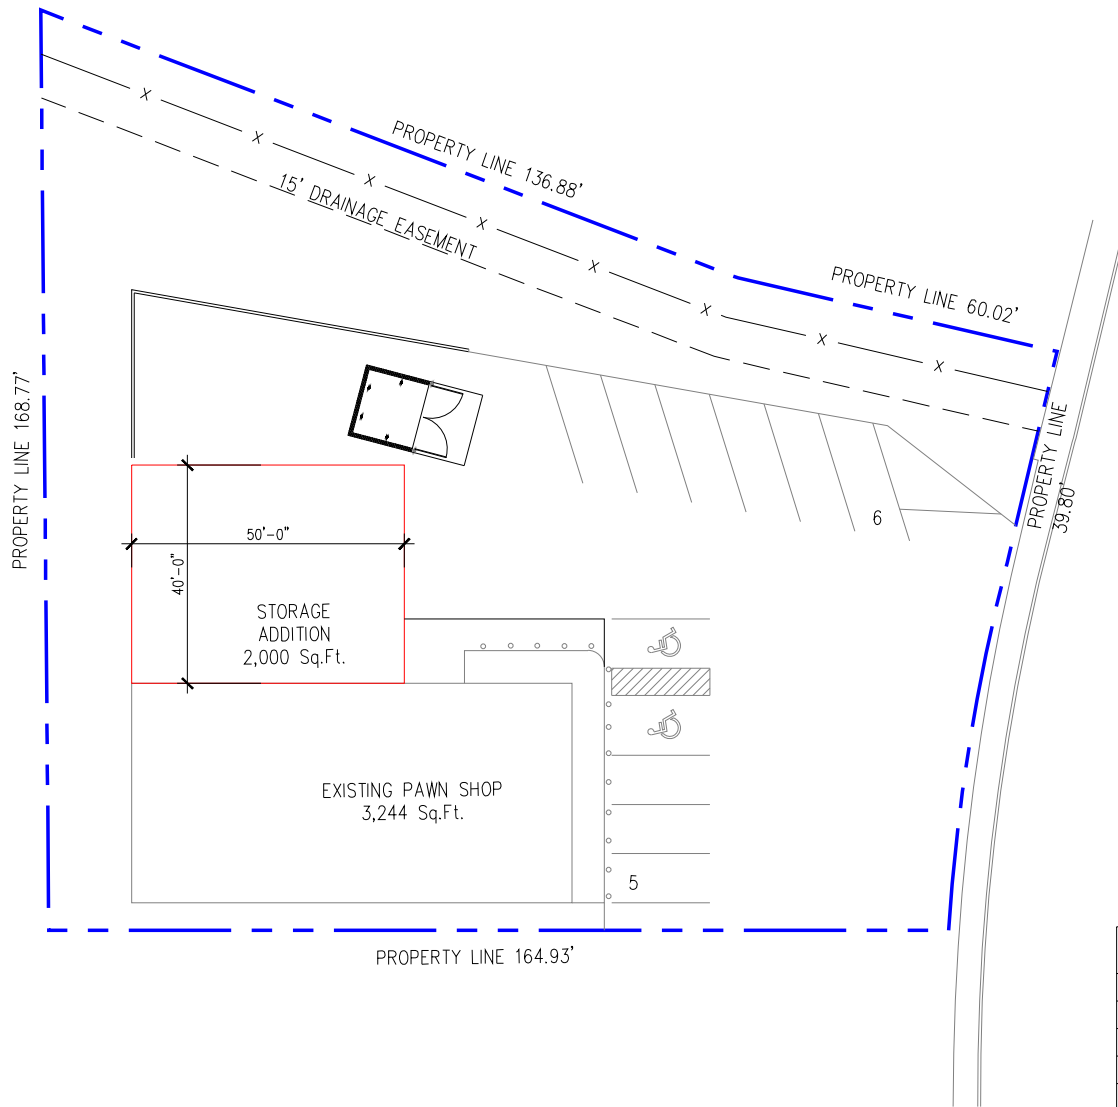 PROPERTY LINE 136.88'
15' DRAINAGE EASEMENT
PROPERTY LINE 60.02'
PROPERTY LINE 168.77'
PROPERTY LINE
39.80'
6
50'-0"
40'-0"
STORAGE
ADDITION
2,000 Sq.Ft.
EXISTING PAWN SHOP
3,244 Sq.Ft.
5
PROPERTY LINE 164.93'